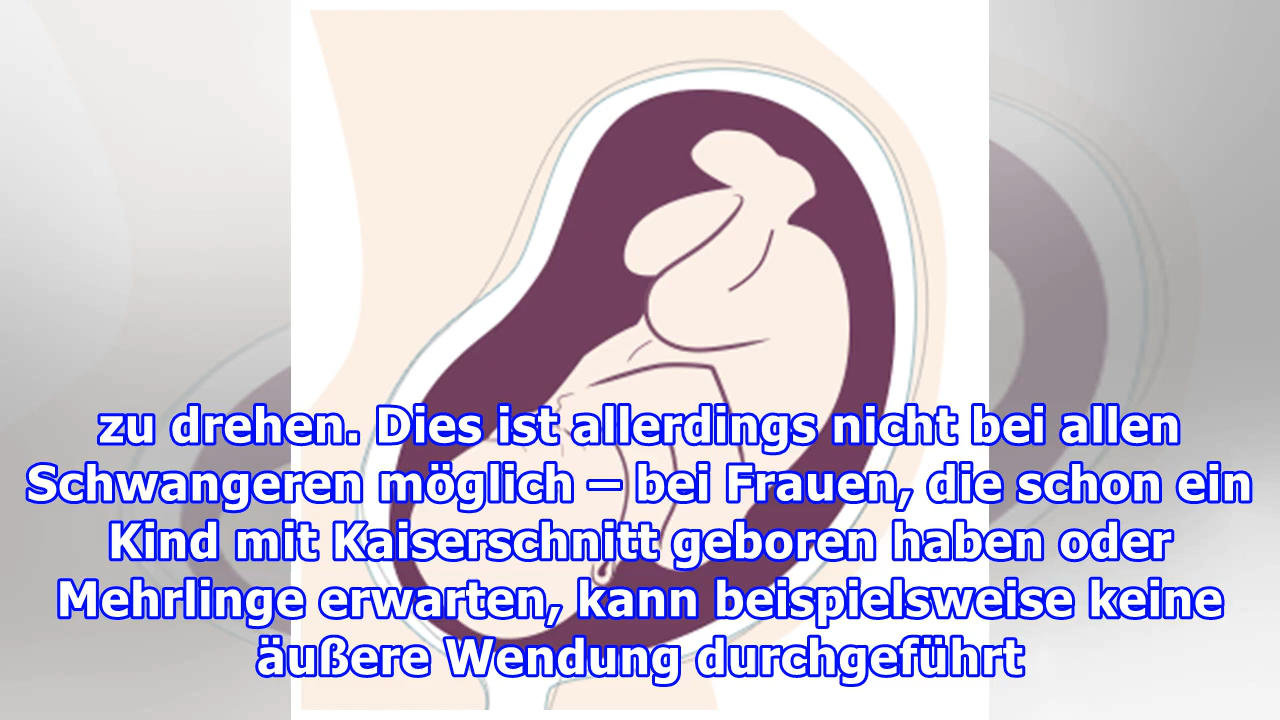 zu drehen. Dies ist allerdings nicht bei allen
Schwangeren möglich – bei Frauen, die schon ein
Kind mit Kaiserschnitt geboren haben oder
Mehrlinge erwarten, kann beispielsweise keine
äußere Wendung durchgeführt